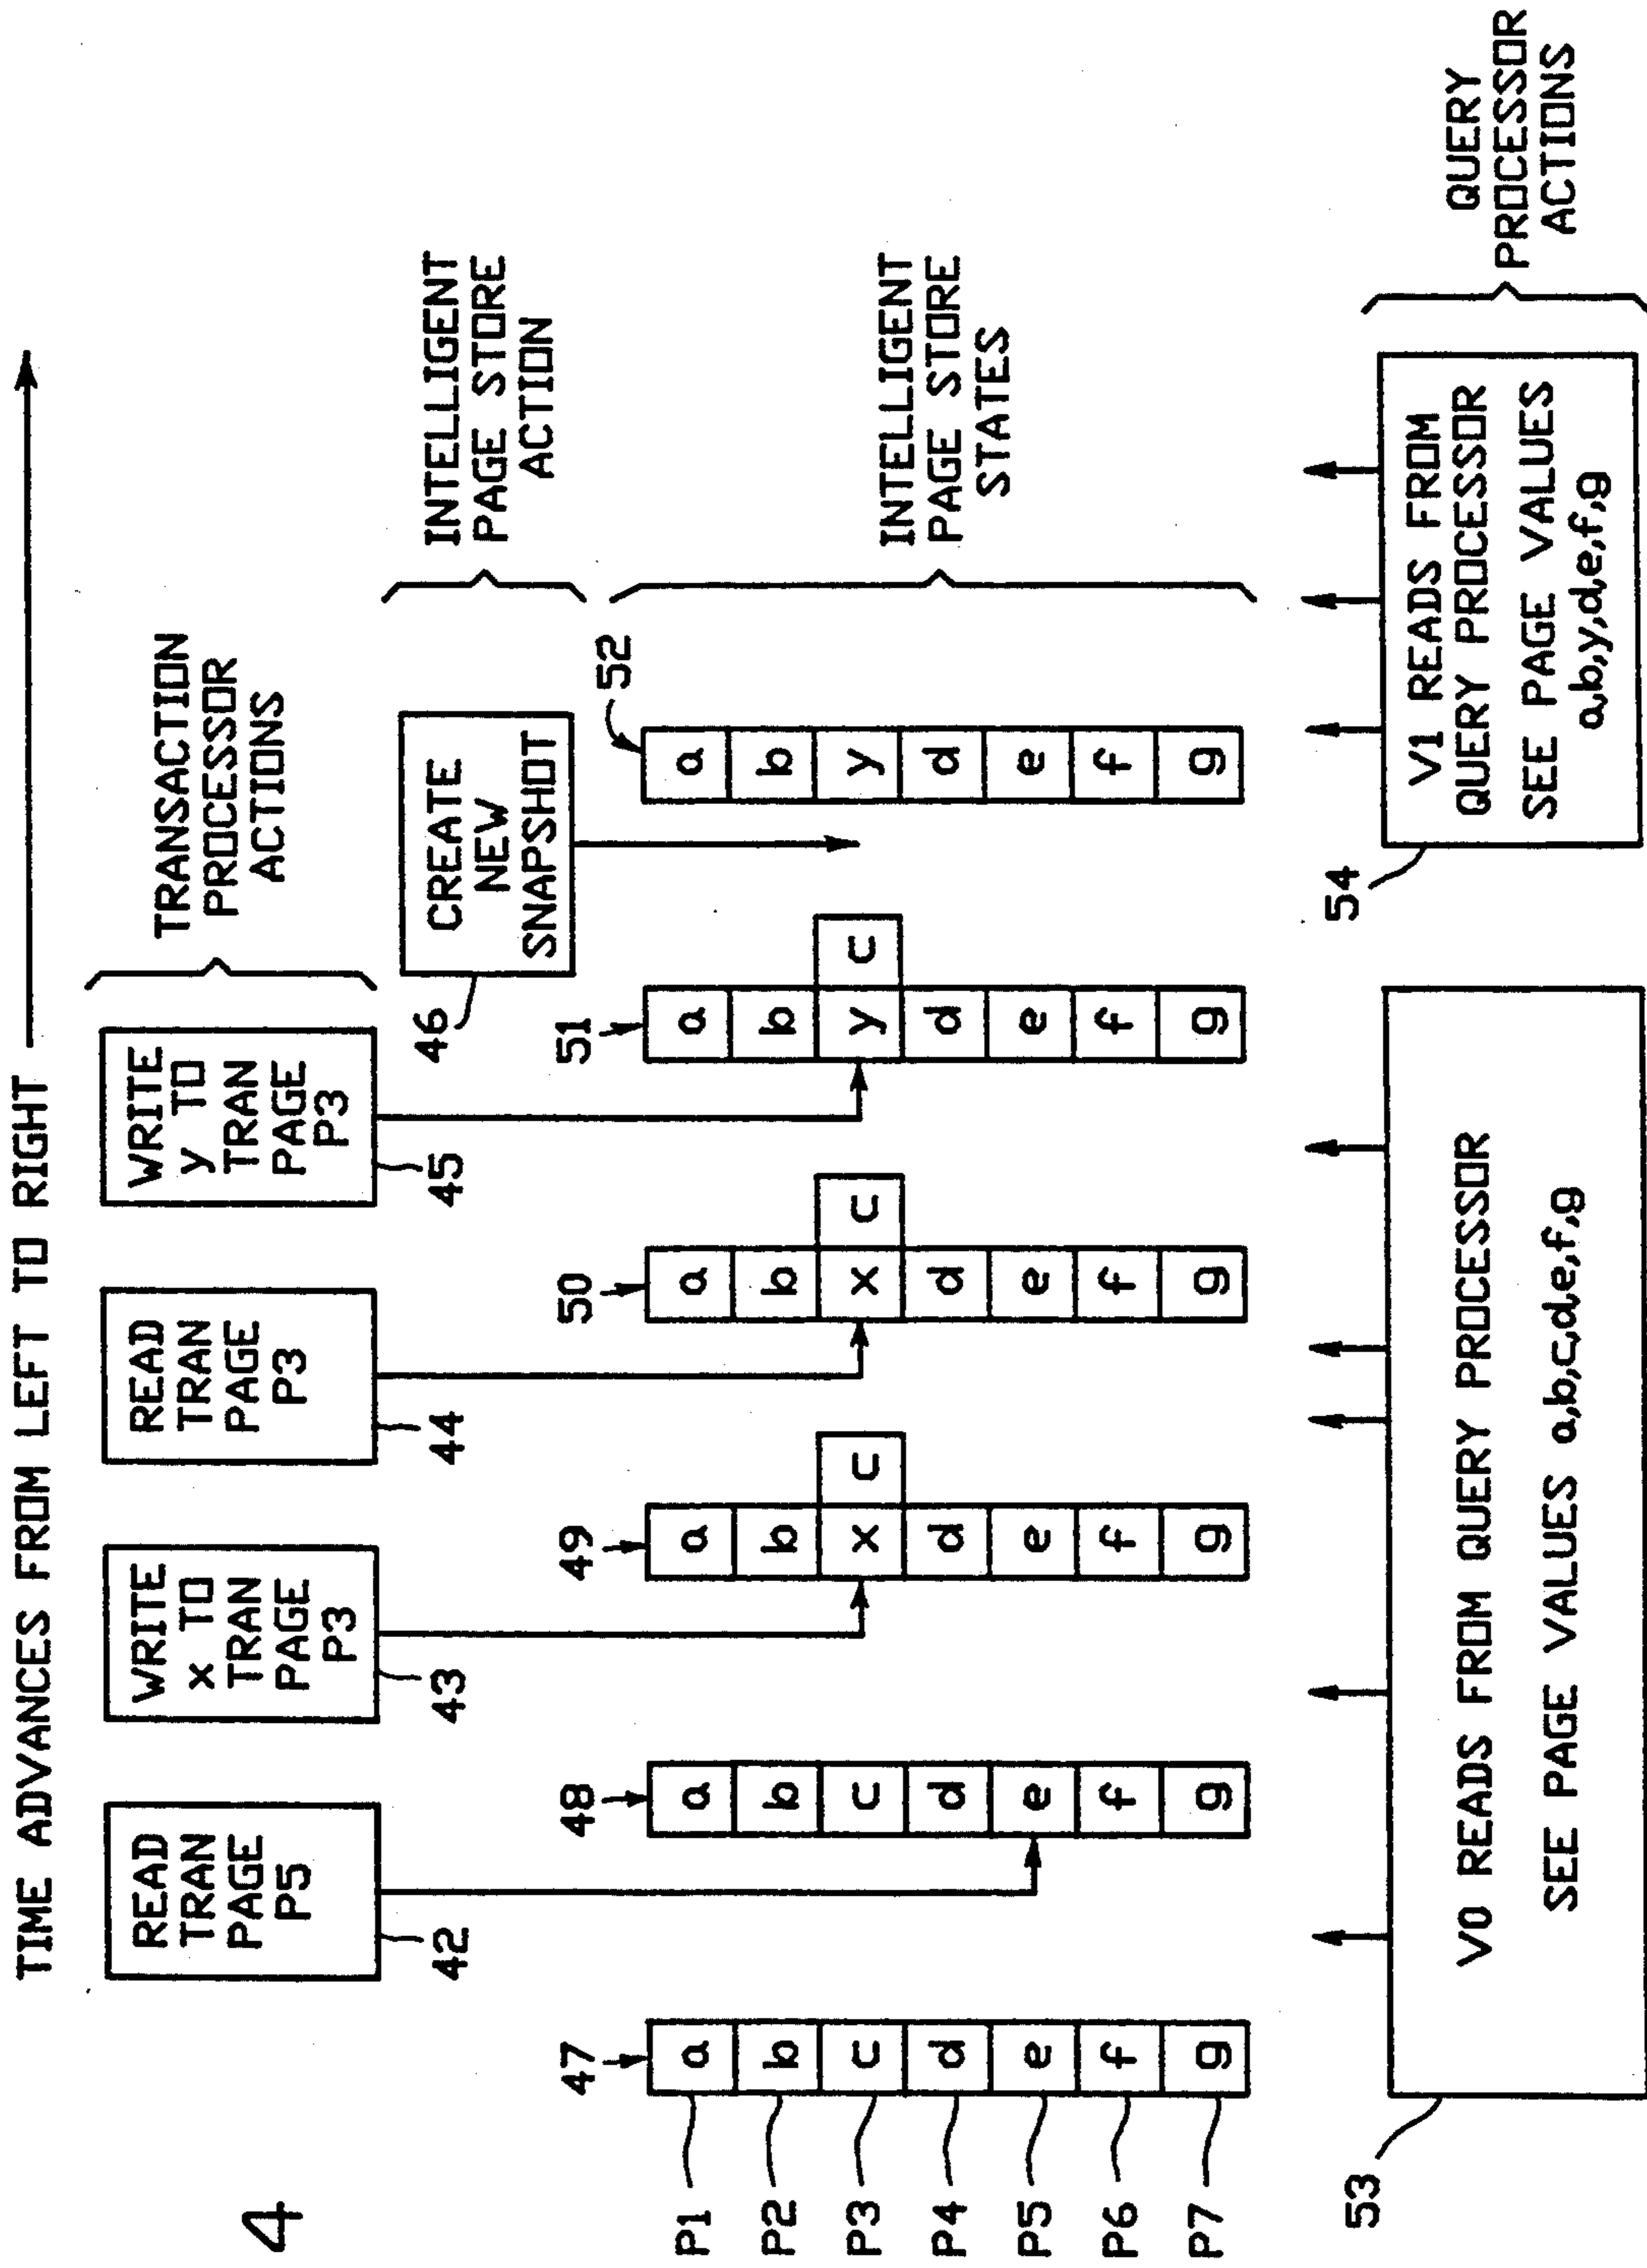 TIME ADVANCES FROM LEFT TO RIGHT
4
READ
TRAN
PAGE
P5
42
WRITE
x TO
TRAN
PAGE
P3
43
READ
TRAN
PAGE
P3
44
WRITE
y TO
TRAN
PAGE
P3
45
TRANSACTION
PROCESSOR
ACTIONS
CREATE
NEW
SNAPSHOT
46
INTELLIGENT
PAGE STORE
ACTION
47
48
49
50
51
52
P1 a a a a a a
P2 b b b b b b
P3 c c x c x c y c y
P4 d d d d d d
P5 e e e e e e
P6 f f f f f f
P7 g g g g g g
INTELLIGENT
PAGE STORE
STATES
53
V0 READS FROM QUERY PROCESSOR
SEE PAGE VALUES a,b,c,d,e,f,g
54
V1 READS FROM
QUERY PROCESSOR
SEE PAGE VALUES
a,b,y,d,e,f,g
QUERY
PROCESSOR
ACTIONS